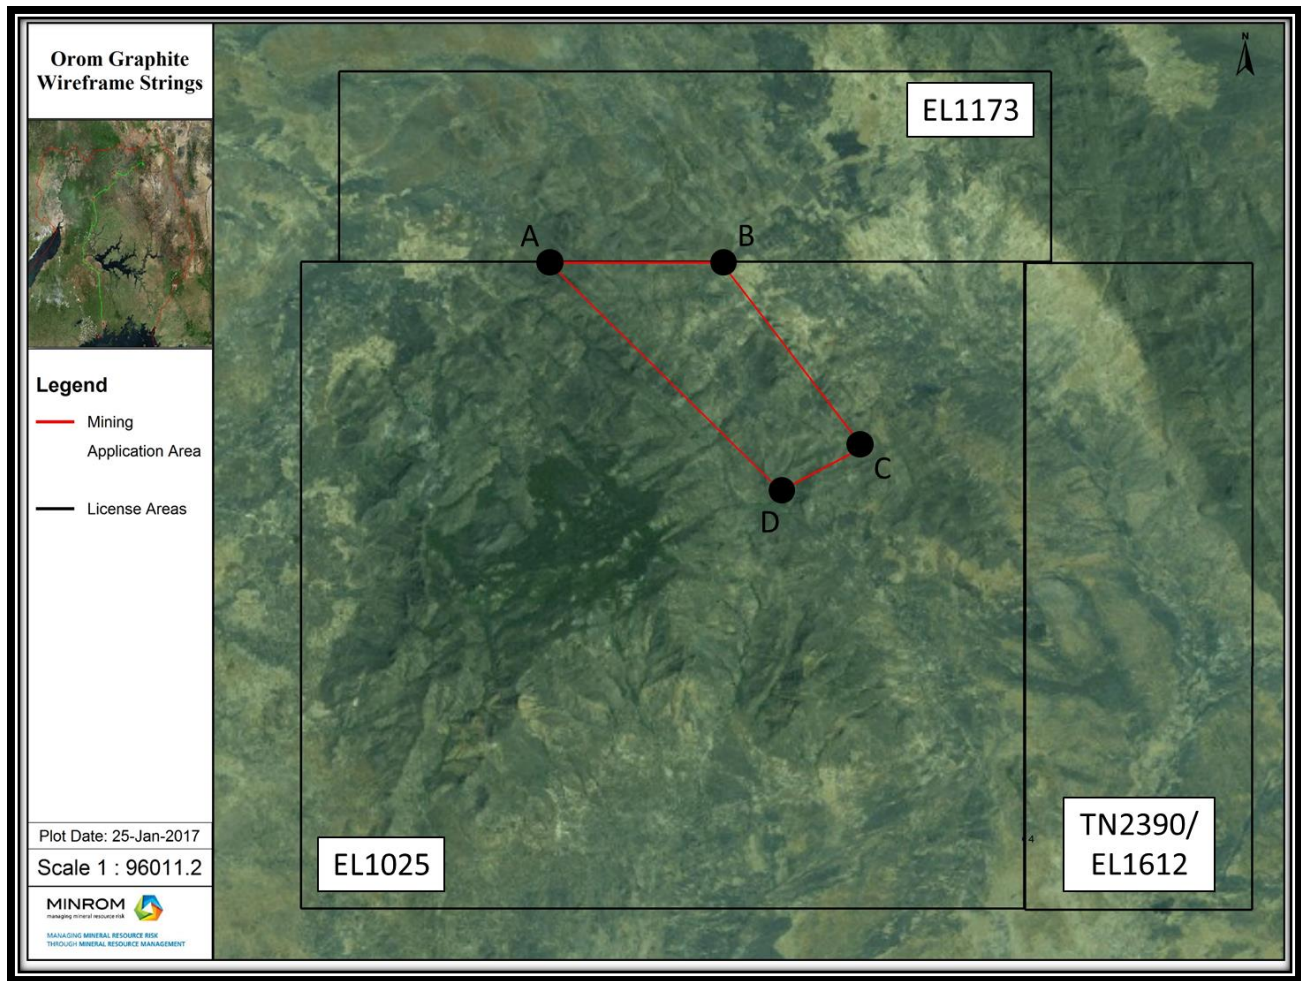 Orom Graphite
Wireframe Strings
Legend
Mining
Application Area
License Areas
Plot Date: 25-Jan-2017
Scale 1 : 96011.2
MINROM
managing mineral resource risk
MANAGING MINERAL RESOURCE RISK
THROUGH MINERAL RESOURCE MANAGEMENT
N
EL1173
A
B
C
D
4
EL1025
TN2390/
EL1612